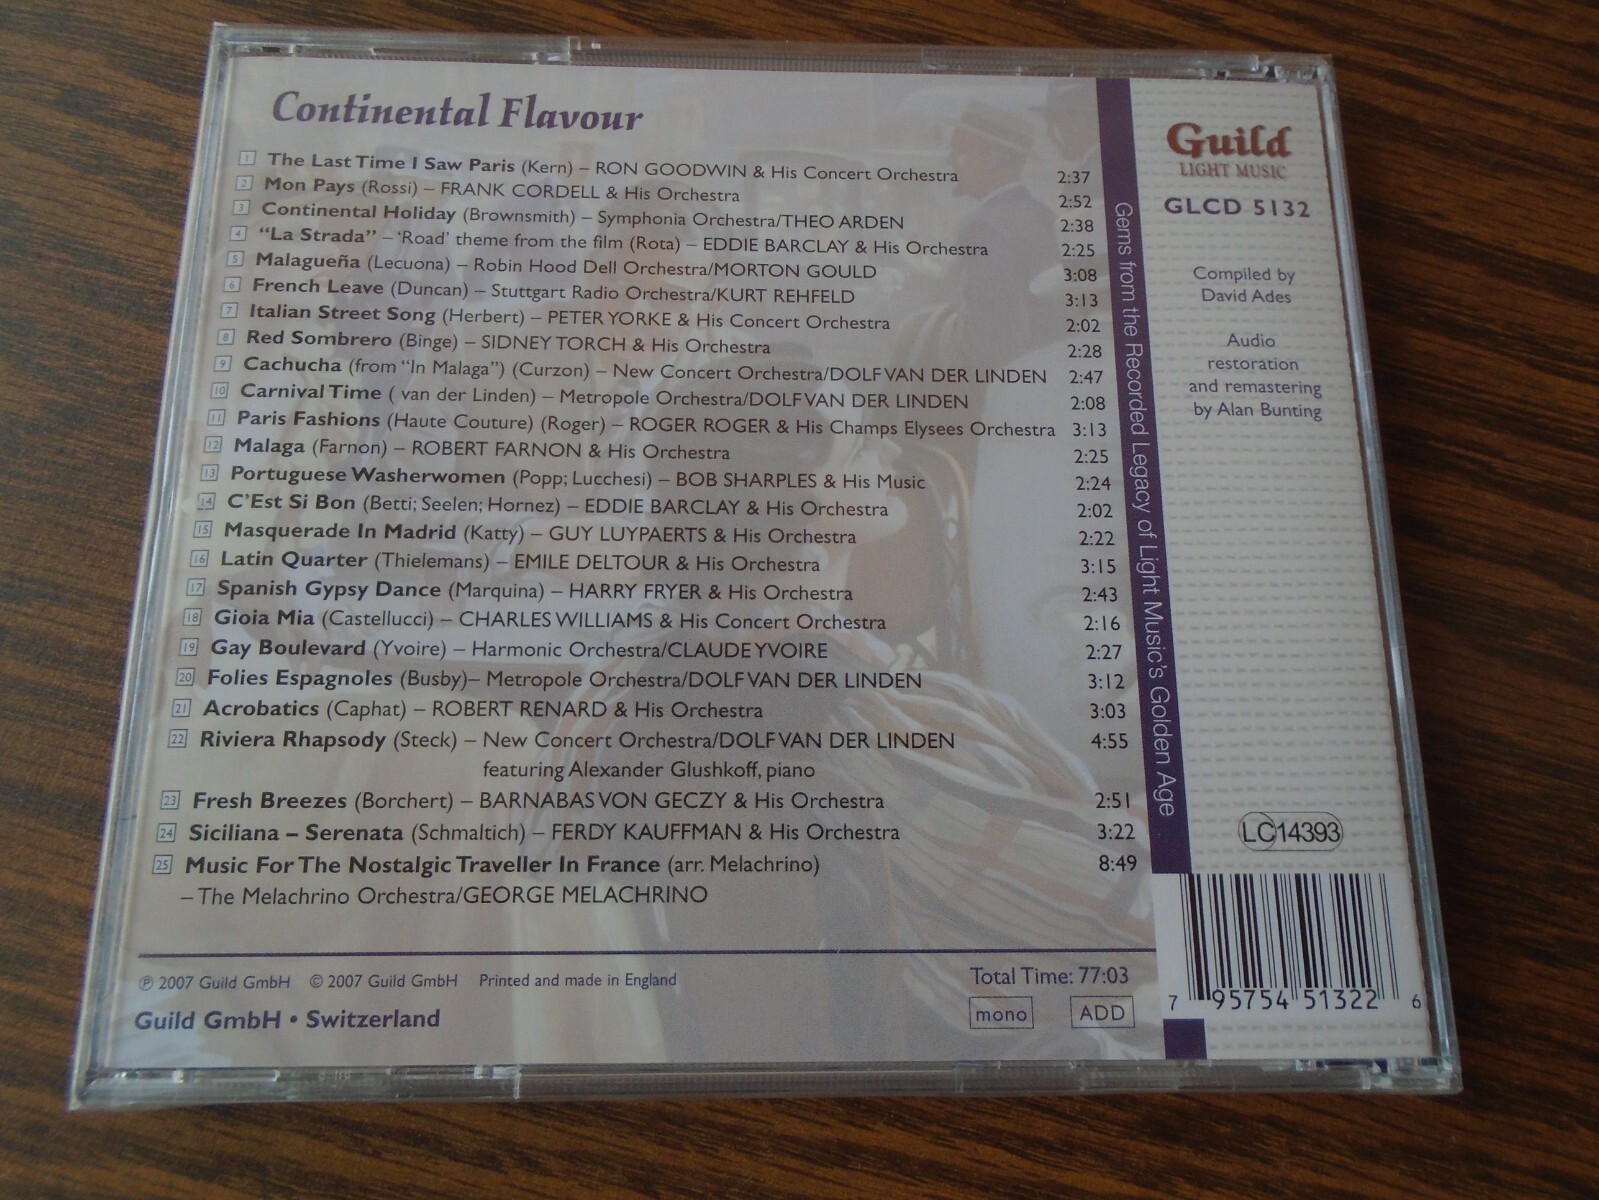 Continental Flavour
1 The Last Time I Saw Paris (Kern) – RON GOODWIN & His Concert Orchestra 2:37
2 Mon Pays (Rossi) – FRANK CORDELL & His Orchestra 2:52
3 Continental Holiday (Brownsmith) – Symphonia Orchestra/THEO ARDEN 2:38
4 “La Strada” – ‘Road’ theme from the film (Rota) – EDDIE BARCLAY & His Orchestra 2:25
5 Malagueña (Lecuona) – Robin Hood Dell Orchestra/MORTON GOULD 3:08
6 French Leave (Duncan) – Stuttgart Radio Orchestra/KURT REHFELD 3:13
7 Italian Street Song (Herbert) – PETER YORKE & His Concert Orchestra 2:02
8 Red Sombrero (Binge) – SIDNEY TORCH & His Orchestra 2:28
9 Cachucha (from “In Malaga”) (Curzon) – New Concert Orchestra/DOLF VAN DER LINDEN 2:47
10 Carnival Time ( van der Linden) – Metropole Orchestra/DOLF VAN DER LINDEN 2:08
11 Paris Fashions (Haute Couture) (Roger) – ROGER ROGER & His Champs Elysees Orchestra 3:13
12 Malaga (Farnon) – ROBERT FARNON & His Orchestra 2:25
13 Portuguese Washerwomen (Popp; Lucchesi) – BOB SHARPLES & His Music 2:24
14 C’Est Si Bon (Betti; Seelen; Hornez) – EDDIE BARCLAY & His Orchestra 2:02
15 Masquerade In Madrid (Katty) – GUY LUYPAERTS & His Orchestra 2:22
16 Latin Quarter (Thielemans) – EMILE DELTOUR & His Orchestra 3:15
17 Spanish Gypsy Dance (Marquina) – HARRY FRYER & His Orchestra 2:43
18 Gioia Mia (Castellucci) – CHARLES WILLIAMS & His Concert Orchestra 2:16
19 Gay Boulevard (Yvoire) – Harmonic Orchestra/CLAUDE YVOIRE 2:27
20 Folies Espagnoles (Busby)– Metropole Orchestra/DOLF VAN DER LINDEN 3:12
21 Acrobatics (Caphat) – ROBERT RENARD & His Orchestra 3:03
22 Riviera Rhapsody (Steck) – New Concert Orchestra/DOLF VAN DER LINDEN 4:55
featuring Alexander Glushkoff, piano
23 Fresh Breezes (Borchert) – BARNABAS VON GECZY & His Orchestra 2:51
24 Siciliana – Serenata (Schmaltich) – FERDY KAUFFMAN & His Orchestra 3:22
25 Music For The Nostalgic Traveller In France (arr. Melachrino) 8:49
– The Melachrino Orchestra/GEORGE MELACHRINO
℗ 2007 Guild GmbH © 2007 Guild GmbH Printed and made in England
Guild GmbH • Switzerland
Total Time: 77:03
mono ADD
Gems from the Recorded Legacy of Light Music's Golden Age
Guild
LIGHT MUSIC
GLCD 5132
Compiled by
David Ades
Audio
restoration
and remastering
by Alan Bunting
LC14393
7 95754 51322 6